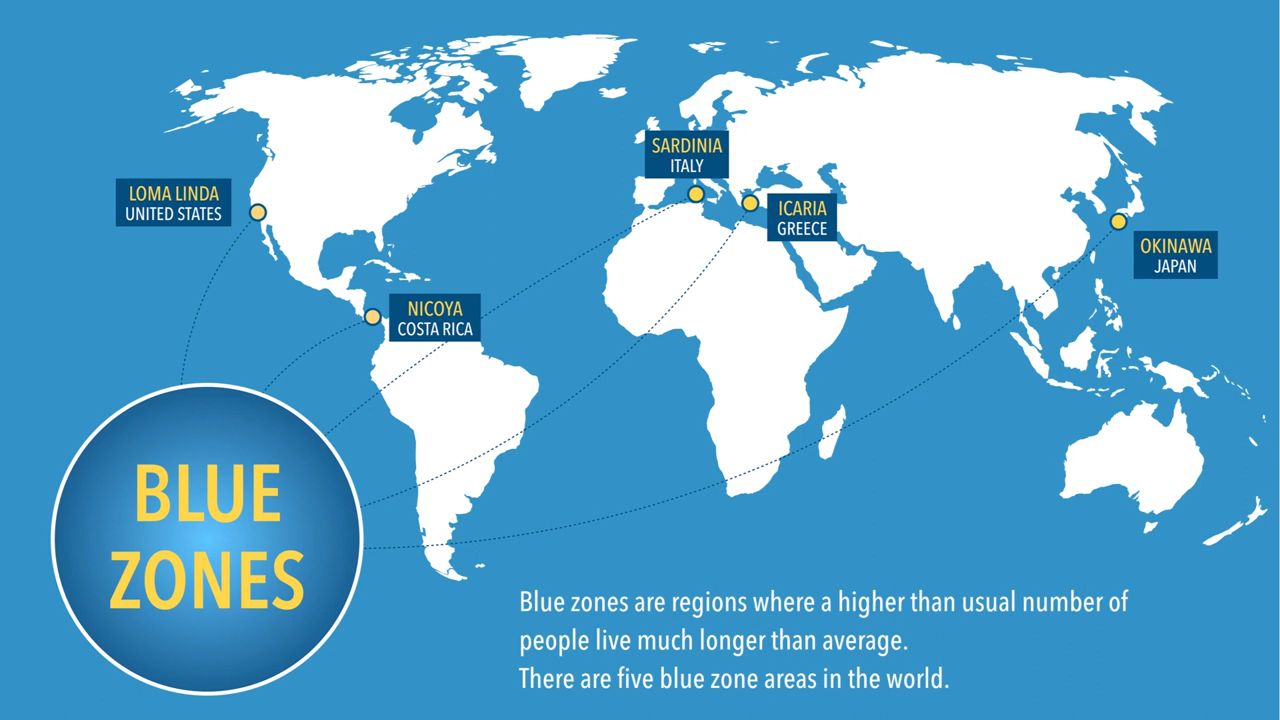 SARDINIA
ITALY
LOMA LINDA
UNITED STATES
ICARIA
GREECE
OKINAWA
JAPAN
NICOYA
COSTA RICA
BLUE
ZONES
Blue zones are regions where a higher than usual number of
people live much longer than average.
There are five blue zone areas in the world.